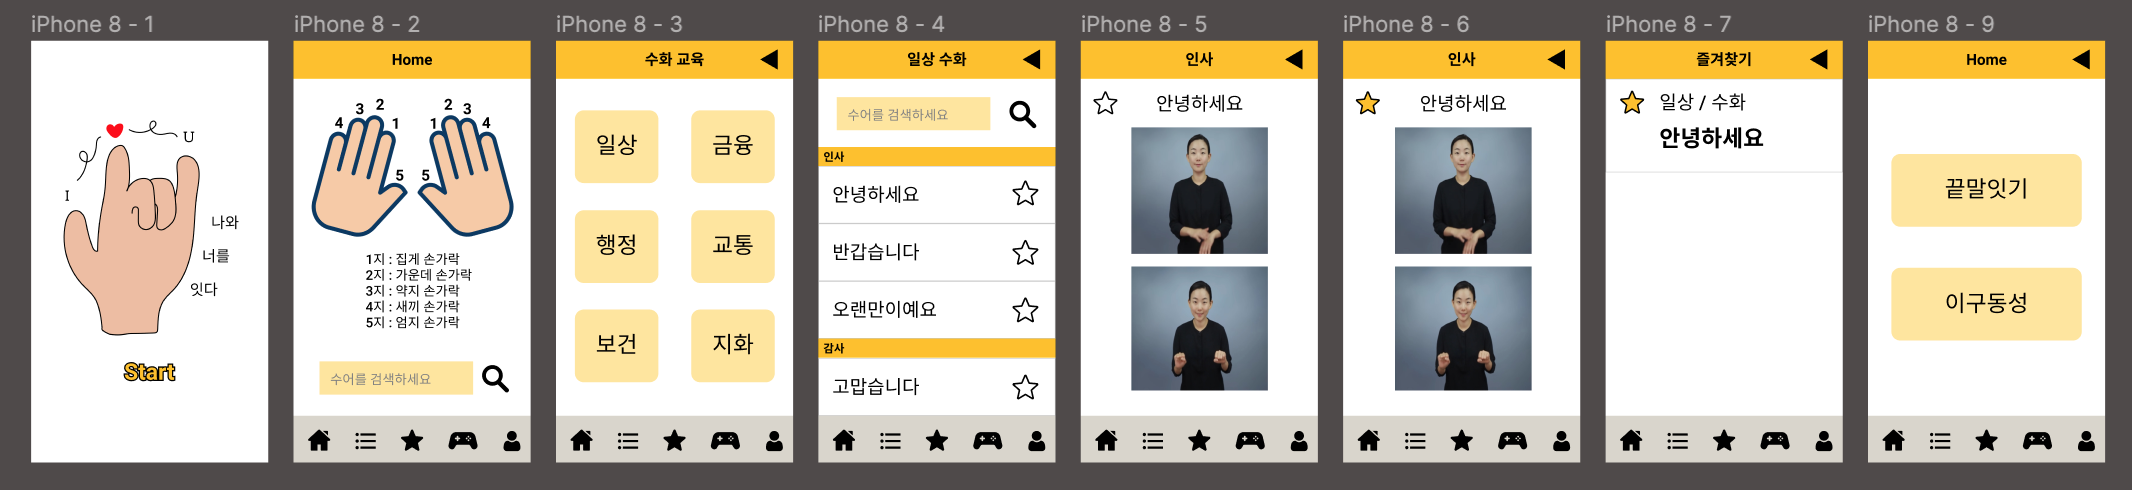 iPhone 8 - 1
I
U
나와
너를
잇다
Start
iPhone 8 - 2
Home
4 3 2 1 5
2 3 1 4 5
1지 : 집게 손가락
2지 : 가운데 손가락
3지 : 약지 손가락
4지 : 새끼 손가락
5지 : 엄지 손가락
수어를 검색하세요
iPhone 8 - 3
수화 교육
일상 금융
행정 교통
보건 지화
iPhone 8 - 4
일상 수화
수어를 검색하세요
인사
안녕하세요
반갑습니다
오랜만이예요
감사
고맙습니다
iPhone 8 - 5
인사
안녕하세요
iPhone 8 - 6
인사
안녕하세요
iPhone 8 - 7
즐겨찾기
일상 / 수화
안녕하세요
iPhone 8 - 9
Home
끝말잇기
이구동성